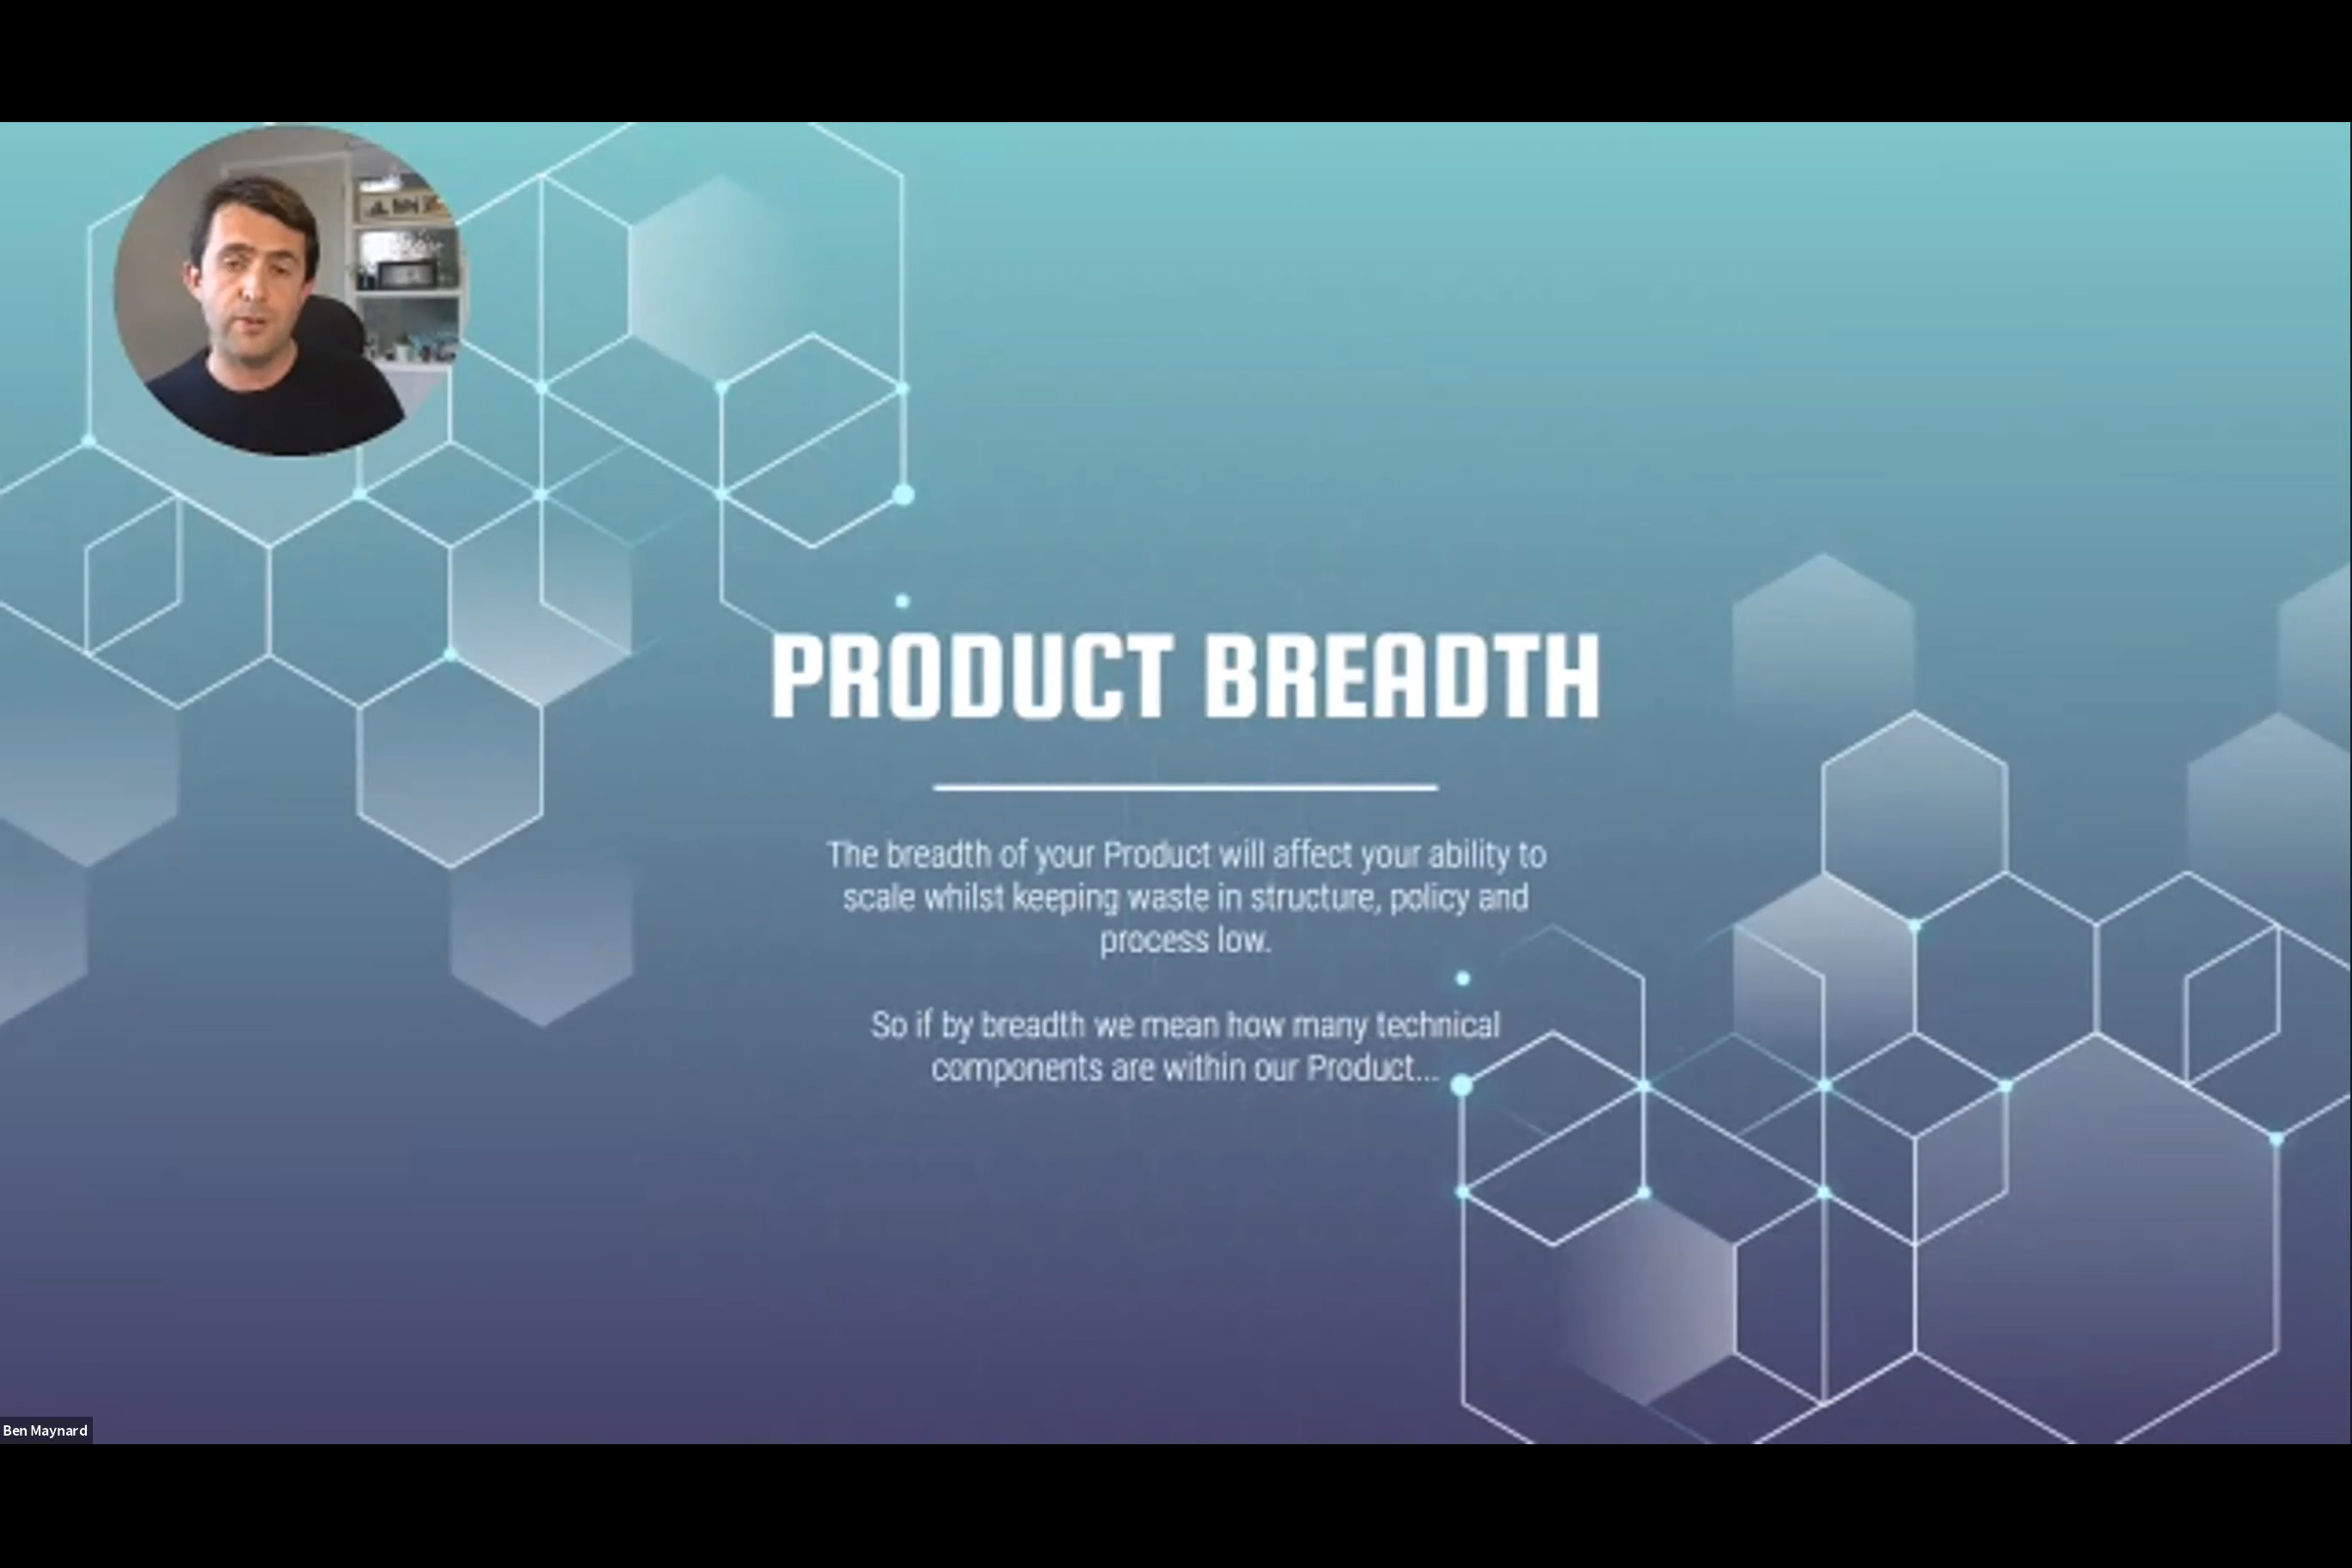 PRODUCT BREADTH
The breadth of your Product will affect your ability to
scale whilst keeping waste in structure, policy and
process low.
So if by breadth we mean how many technical
components are within our Product...
Ben Maynard